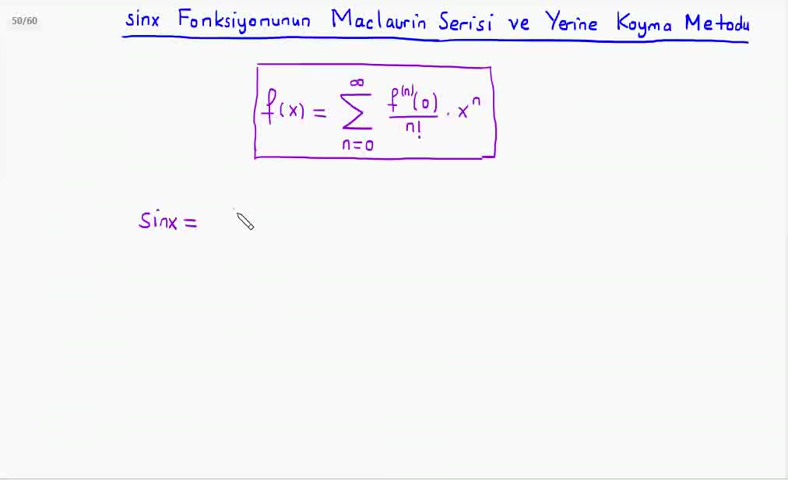 50/60
sinx Fonksiyonunun Maclaurin Serisi ve Yerine Koyma Metodu
f(x) = ∑_{n=0}^{∞} f^{(n)}(0)/n! · x^n
sinx =